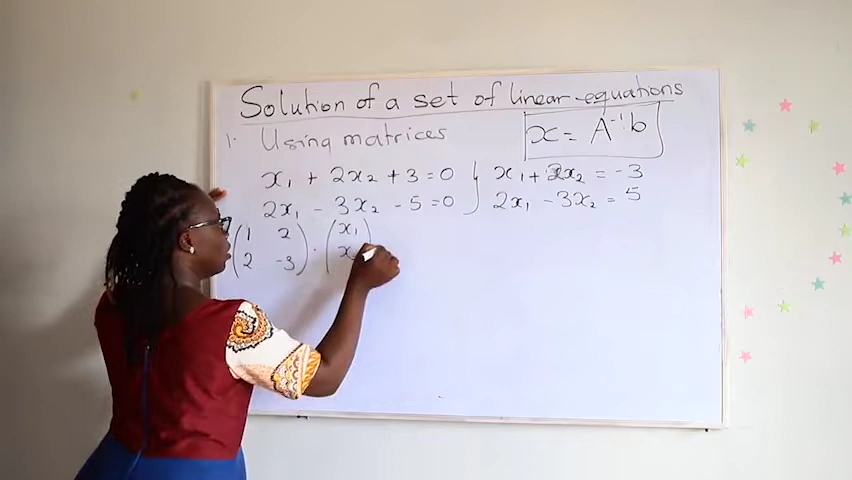 Solution of a set of linear equations
1. Using matrices
x = A⁻¹b
x₁ + 2x₂ + 3 = 0 } x₁ + 2x₂ = -3
2x₁ - 3x₂ - 5 = 0 } 2x₁ - 3x₂ = 5
(1 2) . (x₁)
(2 -3) (x